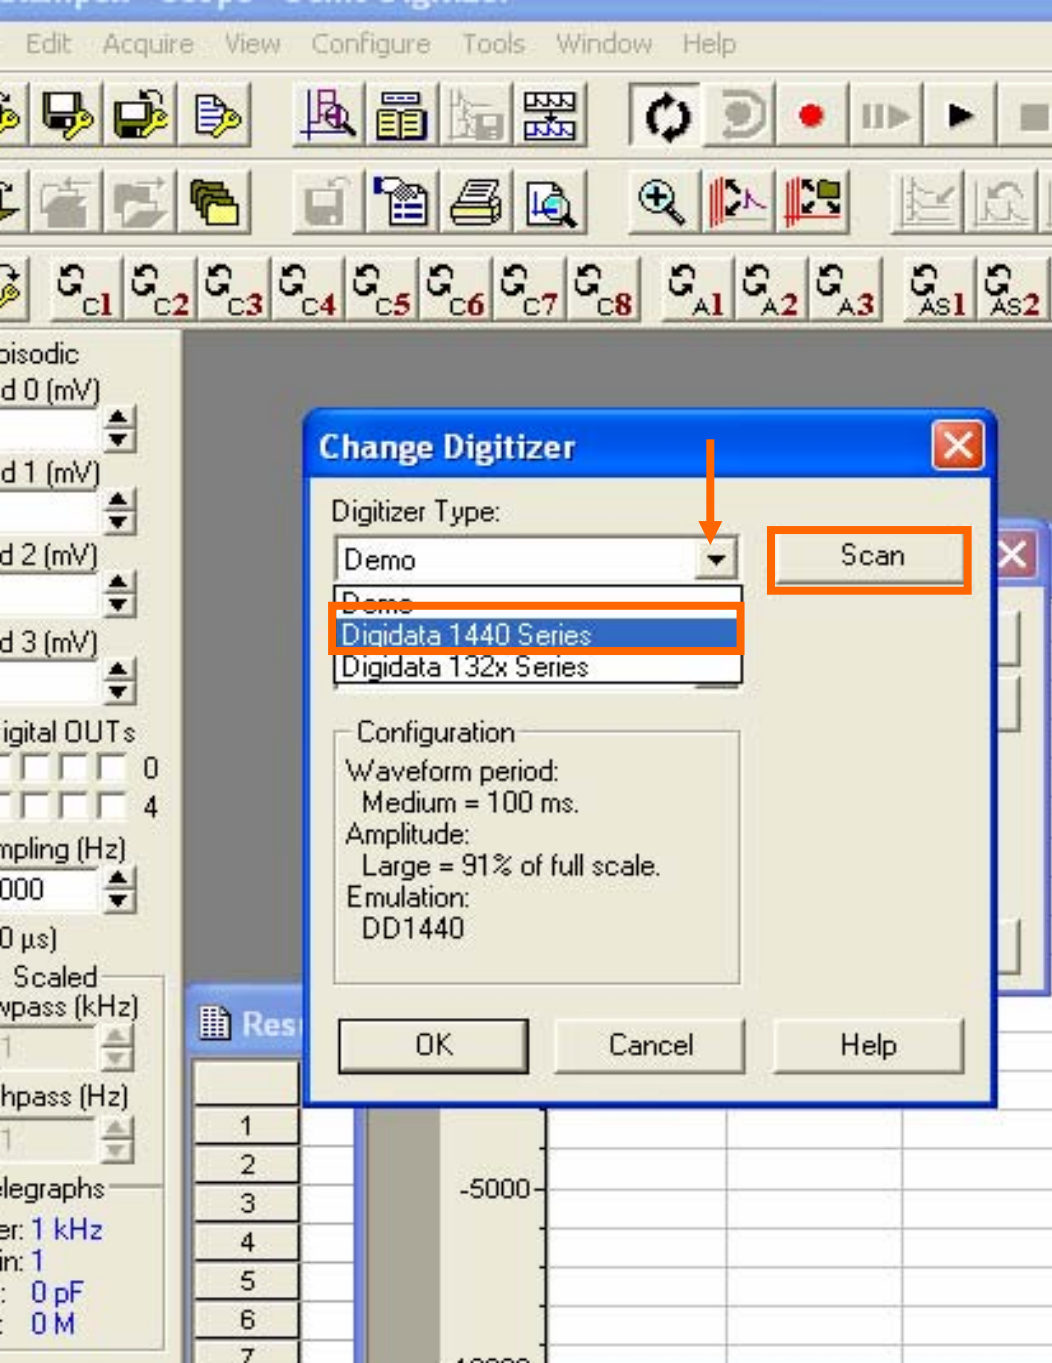 Edit Acquire View Configure Tools Window Help
C1 C2 C3 C4 C5 C6 C7 C8 A1 A2 A3 AS1 AS2
d 0 (mV)
d 1 (mV)
d 2 (mV)
d 3 (mV)
igital OUTs
0
4
mpling (Hz)
000
0 µs)
Scaled
wpass (kHz)
1
hpass (Hz)
1
elegraphs
er: 1 kHz
in: 1
: 0 pF
: 0 M
Change Digitizer
Digitizer Type:
Demo
Scan
Demo
Digidata 1440 Series
Digidata 132x Series
Configuration
Waveform period:
Medium = 100 ms.
Amplitude:
Large = 91% of full scale.
Emulation:
DD1440
OK Cancel Help
Res
1
2
3
4
5
6
7
-5000